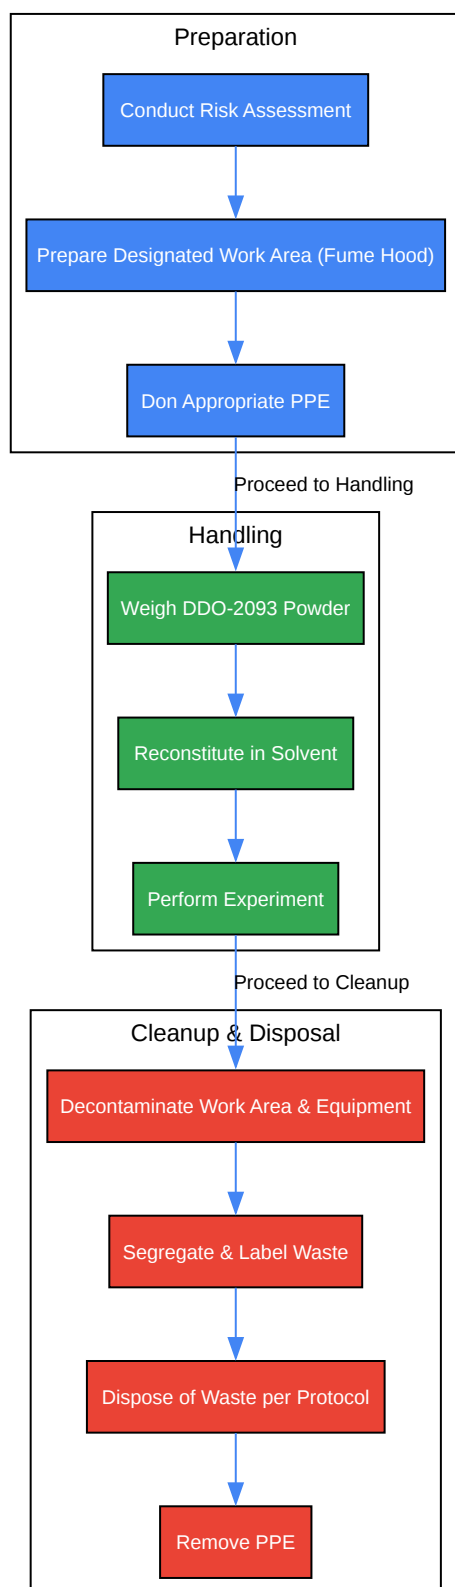 Preparation
Conduct Risk Assessment
Prepare Designated Work Area (Fume Hood)
Don Appropriate PPE
Proceed to Handling
Handling
Weigh DDO-2093 Powder
Reconstitute in Solvent
Perform Experiment
Proceed to Cleanup
Cleanup & Disposal
Decontaminate Work Area & Equipment
Segregate & Label Waste
Dispose of Waste per Protocol
Remove PPE